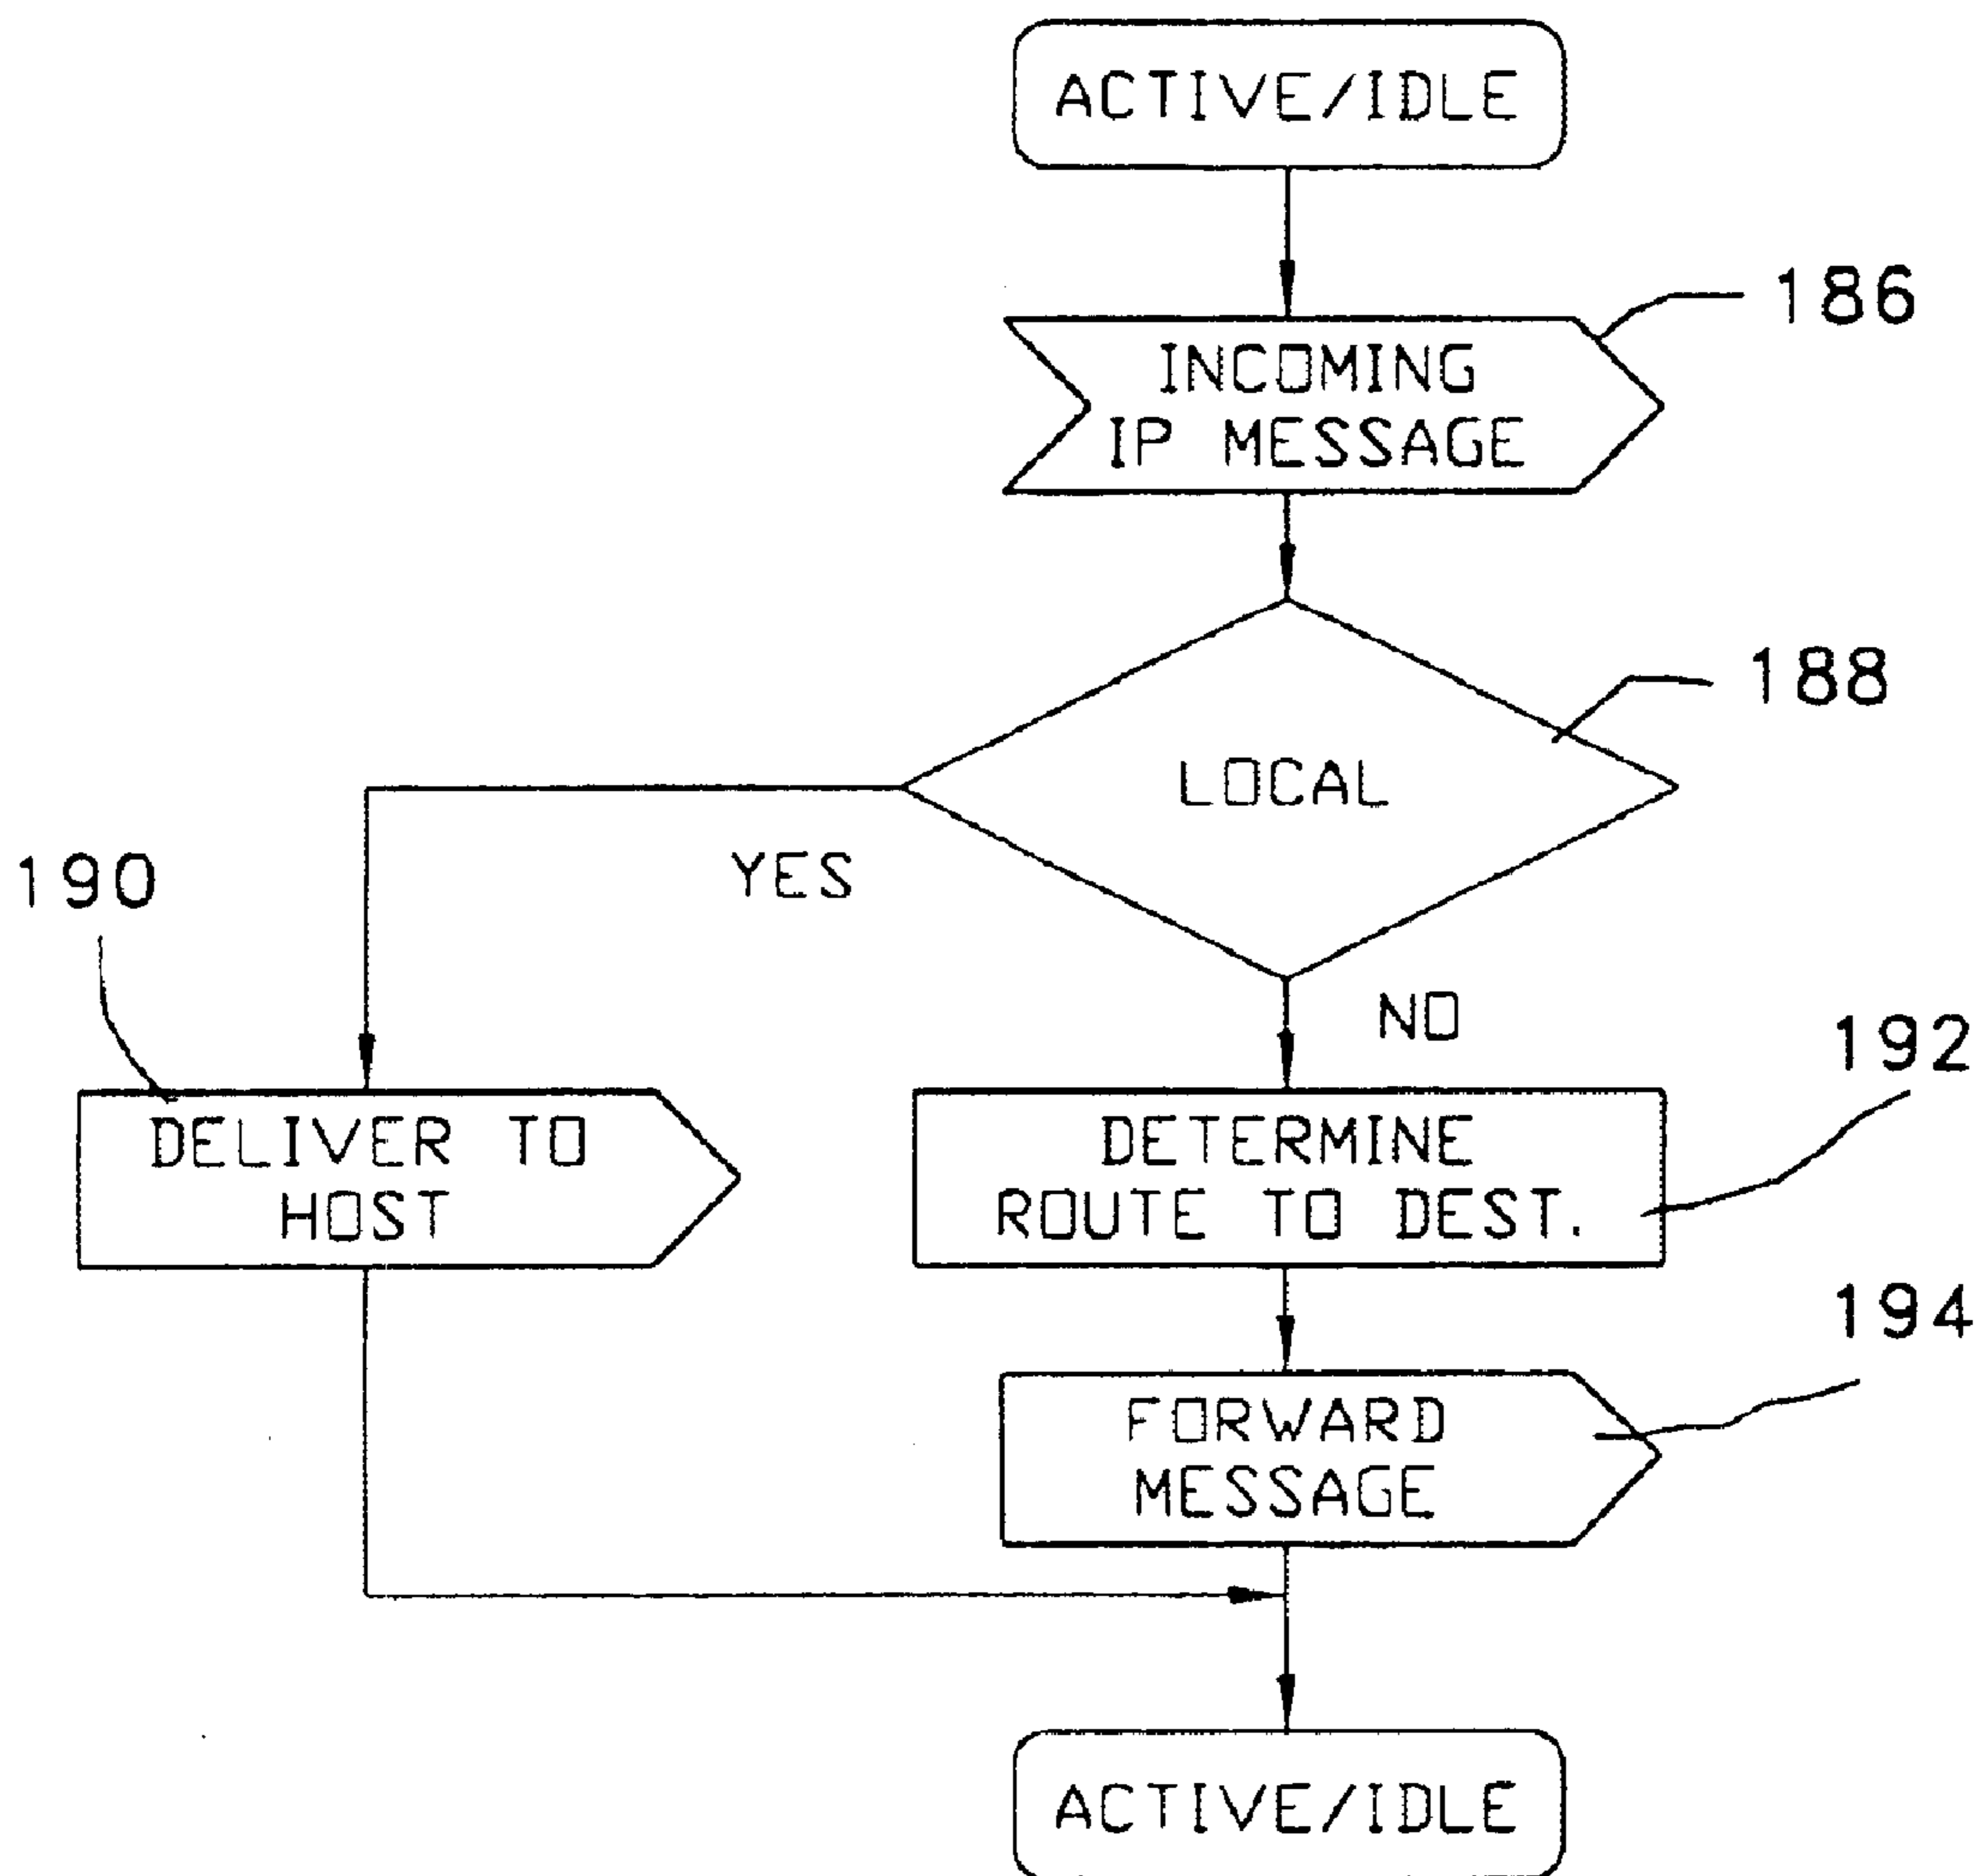 ACTIVE/IDLE
186
INCOMING
IP MESSAGE
188
LOCAL
YES
190
NO
192
DELIVER TO
HOST
DETERMINE
ROUTE TO DEST.
194
FORWARD
MESSAGE
ACTIVE/IDLE